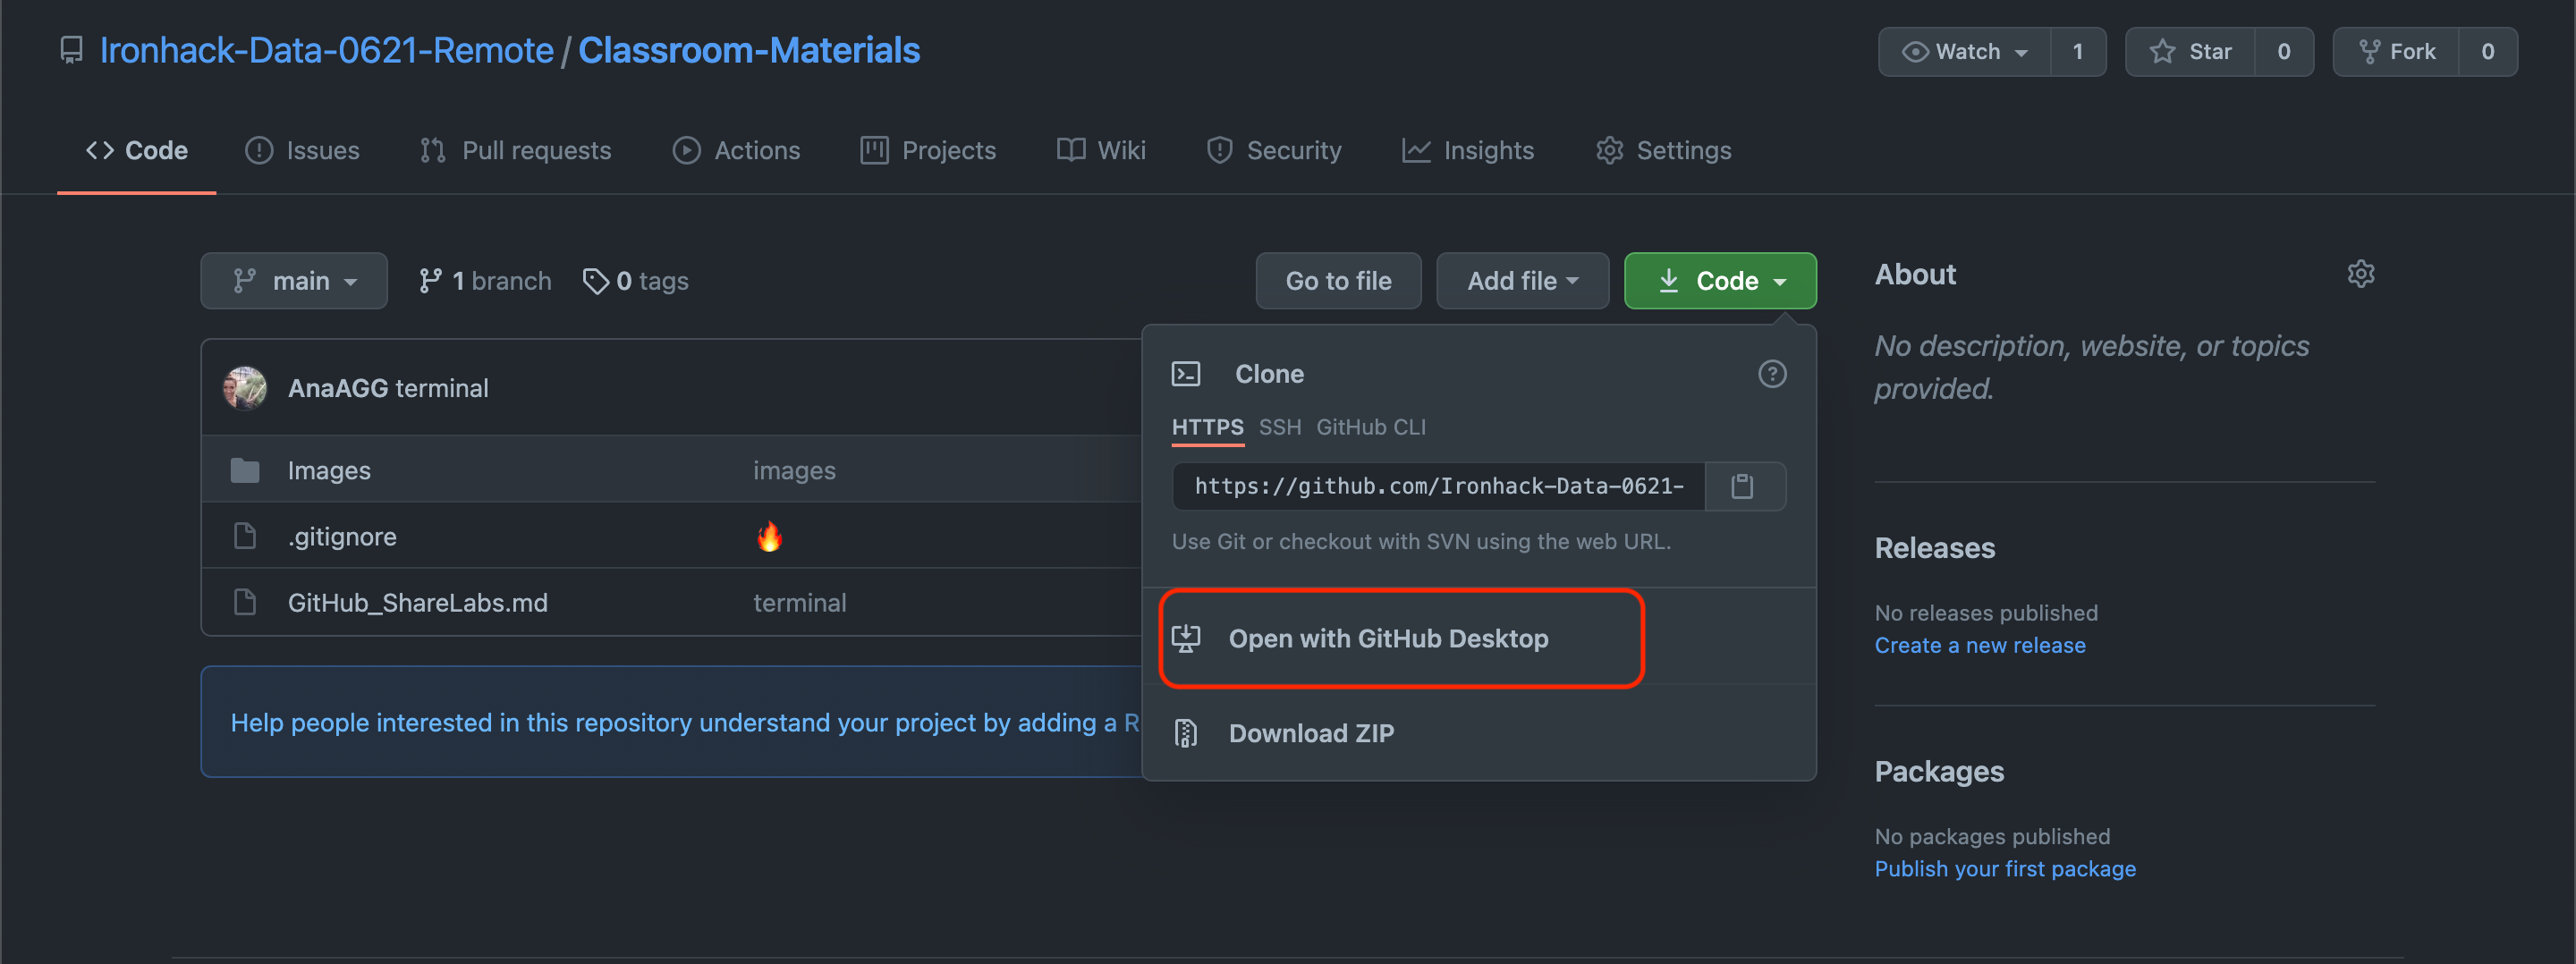 Ironhack-Data-0621-Remote / Classroom-Materials
Watch 1
Star 0
Fork 0
Code
Issues
Pull requests
Actions
Projects
Wiki
Security
Insights
Settings
main
1 branch
0 tags
Go to file
Add file
Code
AnaAGG terminal
Images images
.gitignore 🔥
GitHub_ShareLabs.md terminal
Help people interested in this repository understand your project by adding a R
Clone
HTTPS SSH GitHub CLI
https://github.com/Ironhack-Data-0621-
Use Git or checkout with SVN using the web URL.
Open with GitHub Desktop
Download ZIP
About
No description, website, or topics
provided.
Releases
No releases published
Create a new release
Packages
No packages published
Publish your first package